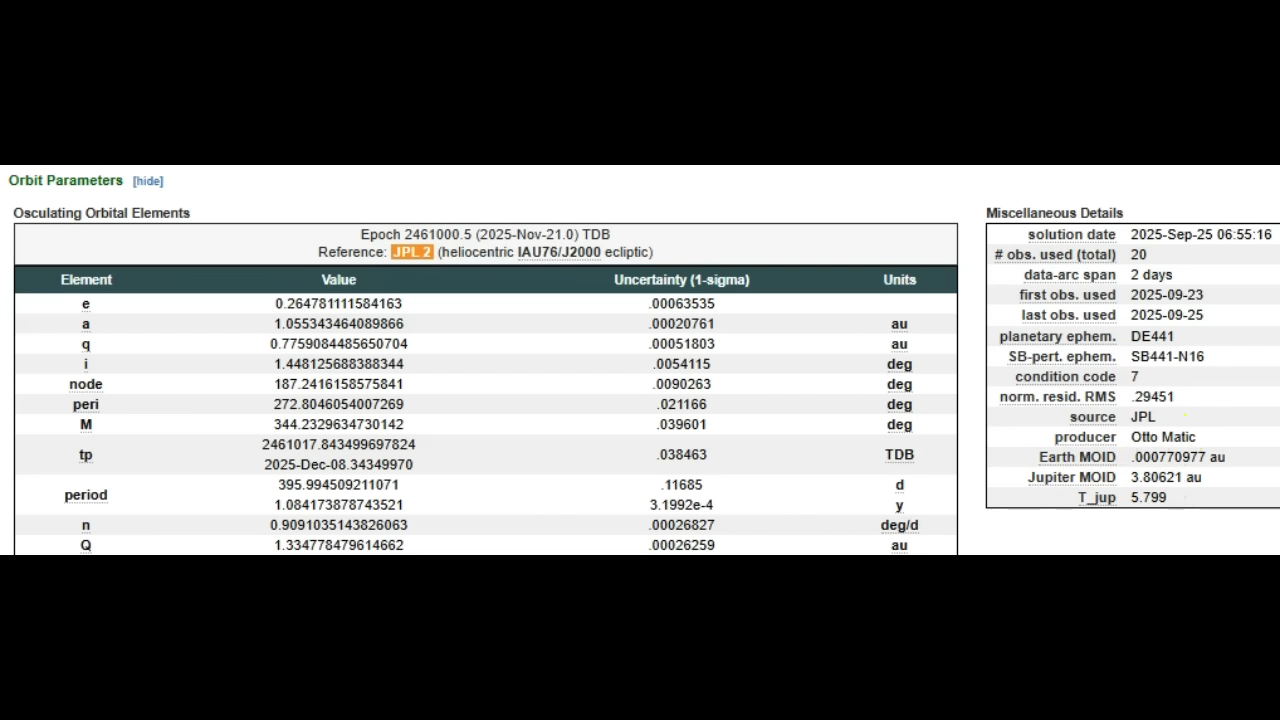 Orbit Parameters [hide]
Osculating Orbital Elements
Epoch 2461000.5 (2025-Nov-21.0) TDB
Reference: JPL 2 (heliocentric IAU76/J2000 ecliptic)
Element Value Uncertainty (1-sigma) Units
e 0.264781111584163 .00063535
a 1.055343464089866 .00020761 au
q 0.7759084485650704 .00051803 au
i 1.448125688388344 .0054115 deg
node 187.2416158575841 .0090263 deg
peri 272.8046054007269 .021166 deg
M 344.2329634730142 .039601 deg
tp 2461017.843499697824 .038463 TDB
2025-Dec-08.34349970
period 395.994509211071 .11685 d
1.084173878743521 3.1992e-4 y
n 0.9091035143826063 .00026827 deg/d
Q 1.334778479614662 .00026259 au
Miscellaneous Details
solution date 2025-Sep-25 06:55:16
# obs. used (total) 20
data-arc span 2 days
first obs. used 2025-09-23
last obs. used 2025-09-25
planetary ephem. DE441
SB-pert. ephem. SB441-N16
condition code 7
norm. resid. RMS .29451
source JPL
producer Otto Matic
Earth MOID .000770977 au
Jupiter MOID 3.80621 au
T_jup 5.799